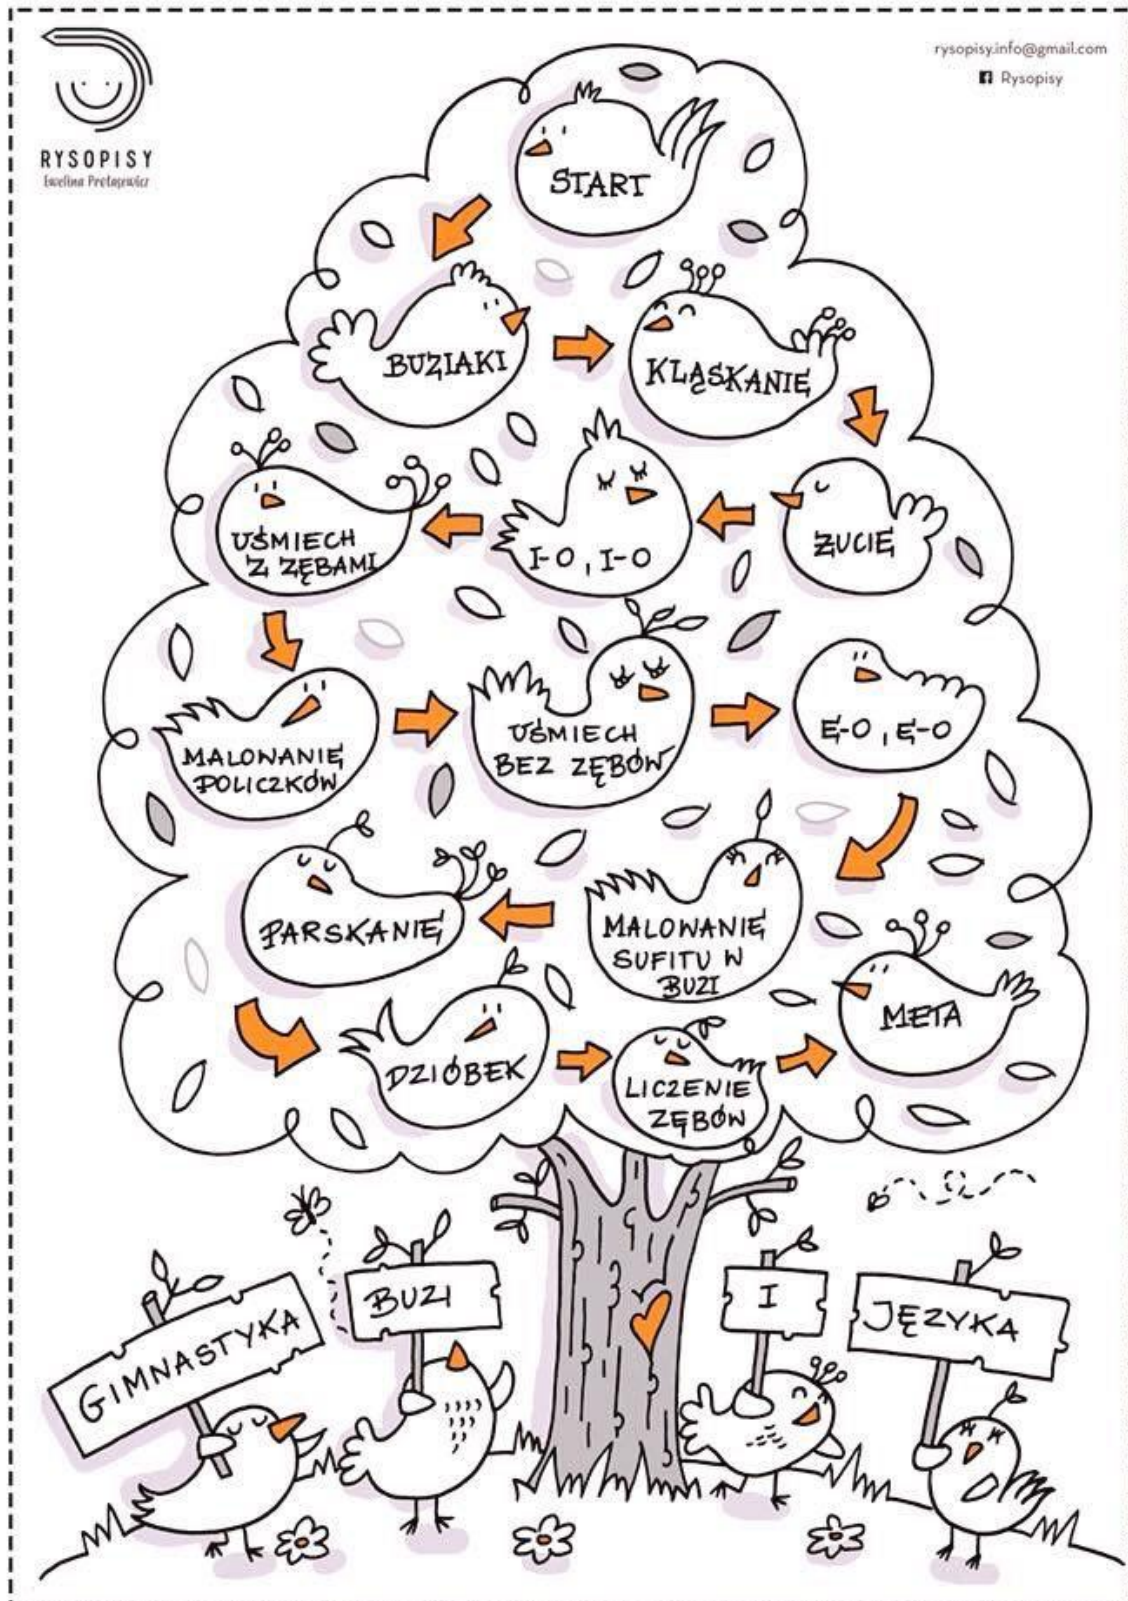 RYSOPISY
Ewelina Protasewicz
rysopisy.info@gmail.com
Rysopisy
START
BUZIAKI
KLĄSKANIE
ŻUCIE
I-O, I-O
UŚMIECH
Z ZĘBAMI
MALOWANIE
POLICZKÓW
UŚMIECH
BEZ ZĘBÓW
E-O, E-O
MALOWANIE
SUFITU W
BUZI
PARSKANIE
DZIÓBEK
LICZENIE
ZĘBÓW
META
GIMNASTYKA
BUZI
I
JĘZYKA